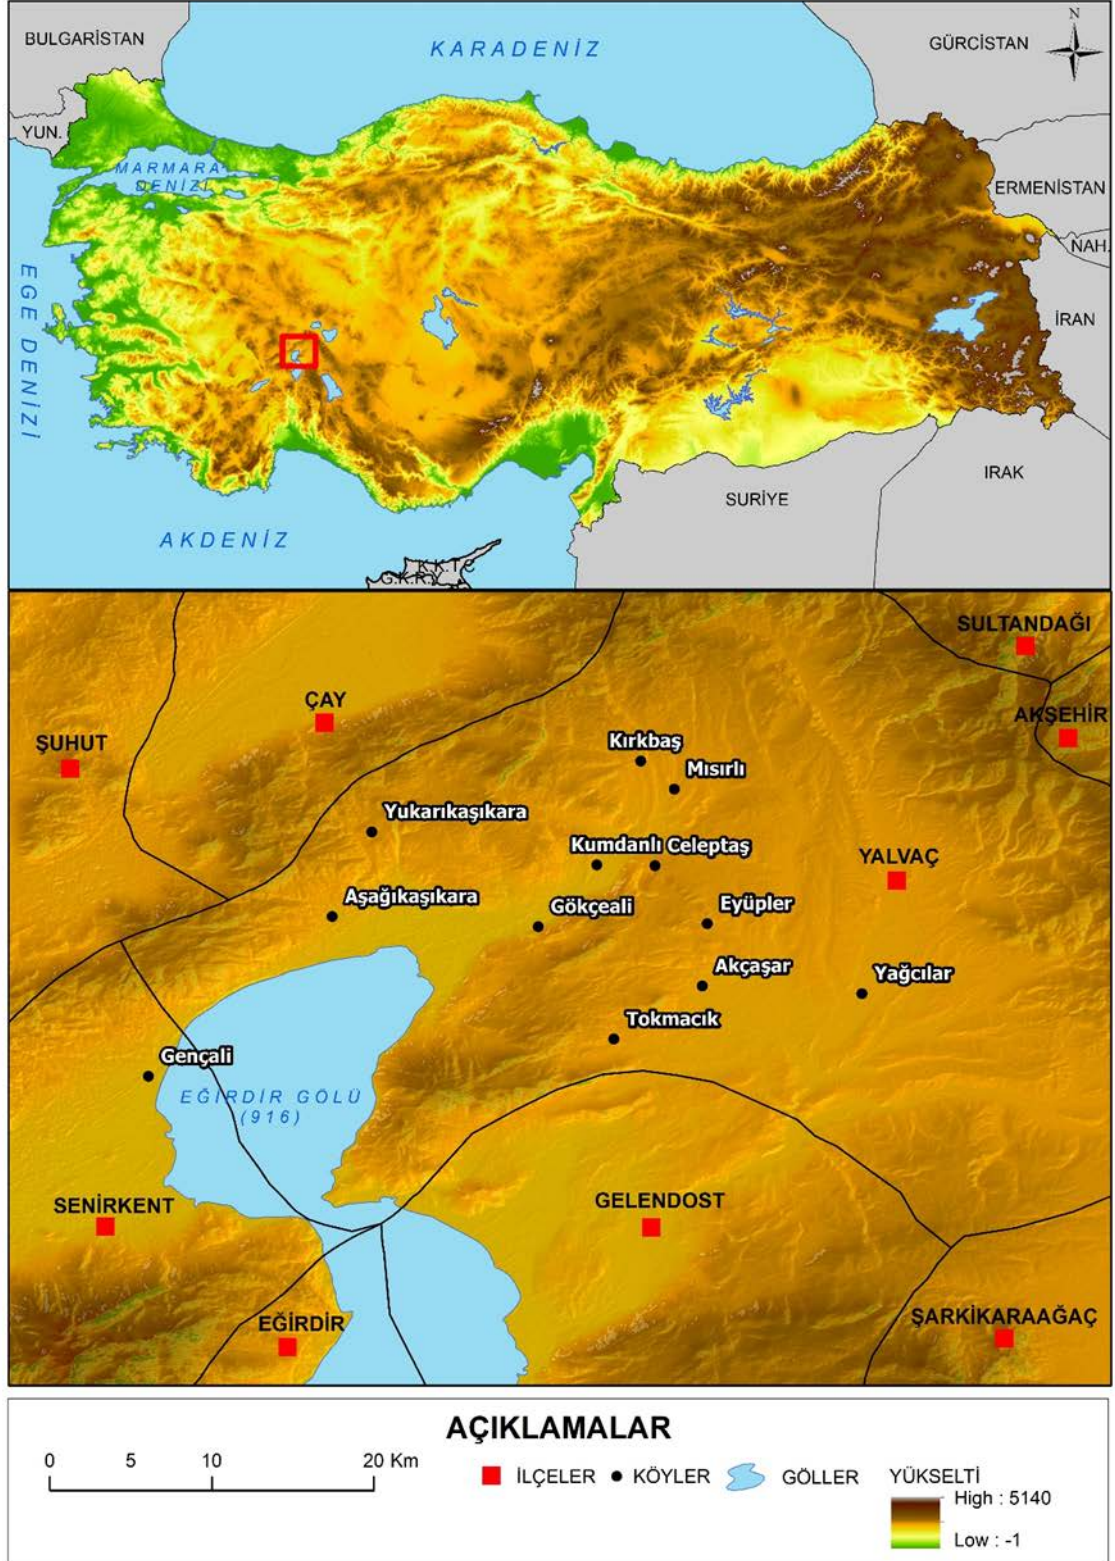 BULGARİSTAN
KARADENİZ
GÜRCİSTAN
N
YUN.
MARMARA
DENİZİ
ERMENİSTAN
NAH.
EGE DENİZİ
İRAN
IRAK
SURİYE
AKDENİZ
K.K.T.C
G.K.R.Y.
SULTANDAĞI
ÇAY
AKŞEHİR
ŞUHUT
Kırkbaş
Mısırlı
Yukarıkaşıkara
Kumdanlı Celeptaş
YALVAÇ
Aşağıkaşıkara
Gökçeali
Eyüpler
Akçaşar
Yağcılar
Tokmacık
Gençali
EĞİRDİR GÖLÜ
(916)
SENİRKENT
GELENDOST
EĞİRDİR
ŞARKİKARAAĞAÇ
AÇIKLAMALAR
0 5 10 20 Km
İLÇELER KÖYLER GÖLLER YÜKSELTİ
High : 5140
Low : -1